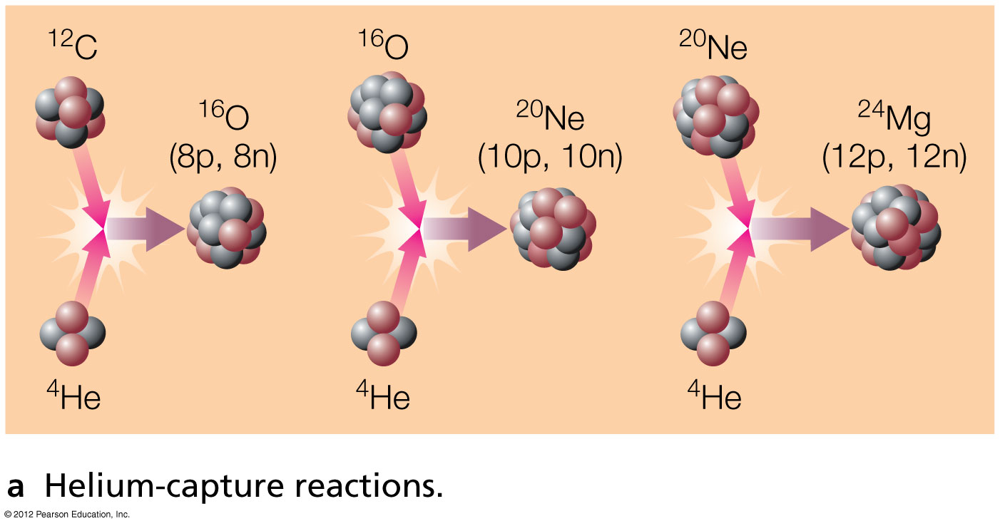 ¹²C
¹⁶O
(8p, 8n)
⁴He
¹⁶O
²⁰Ne
(10p, 10n)
⁴He
²⁰Ne
²⁴Mg
(12p, 12n)
⁴He
a Helium-capture reactions.
© 2012 Pearson Education, Inc.